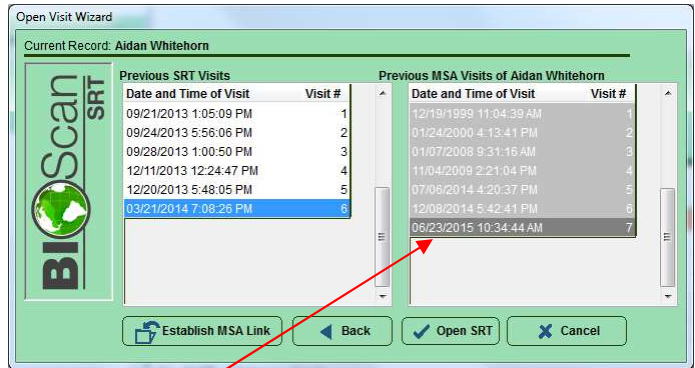 Open Visit Wizard
Current Record: Aidan Whitehorn
BIOScan SRT
Previous SRT Visits
Date and Time of Visit Visit #
09/21/2013 1:05:09 PM 1
09/24/2013 5:56:06 PM 2
09/28/2013 1:00:50 PM 3
12/11/2013 12:24:47 PM 4
12/20/2013 5:48:05 PM 5
03/21/2014 7:08:26 PM 6
Previous MSA Visits of Aidan Whitehorn
Date and Time of Visit Visit #
12/19/1999 11:04:39 AM 1
01/24/2000 4:13:41 PM 2
01/07/2008 9:31:16 AM 3
11/04/2009 2:21:04 PM 4
07/06/2014 4:20:37 PM 5
12/08/2014 5:42:41 PM 6
06/23/2015 10:34:44 AM 7
Establish MSA Link Back Open SRT Cancel